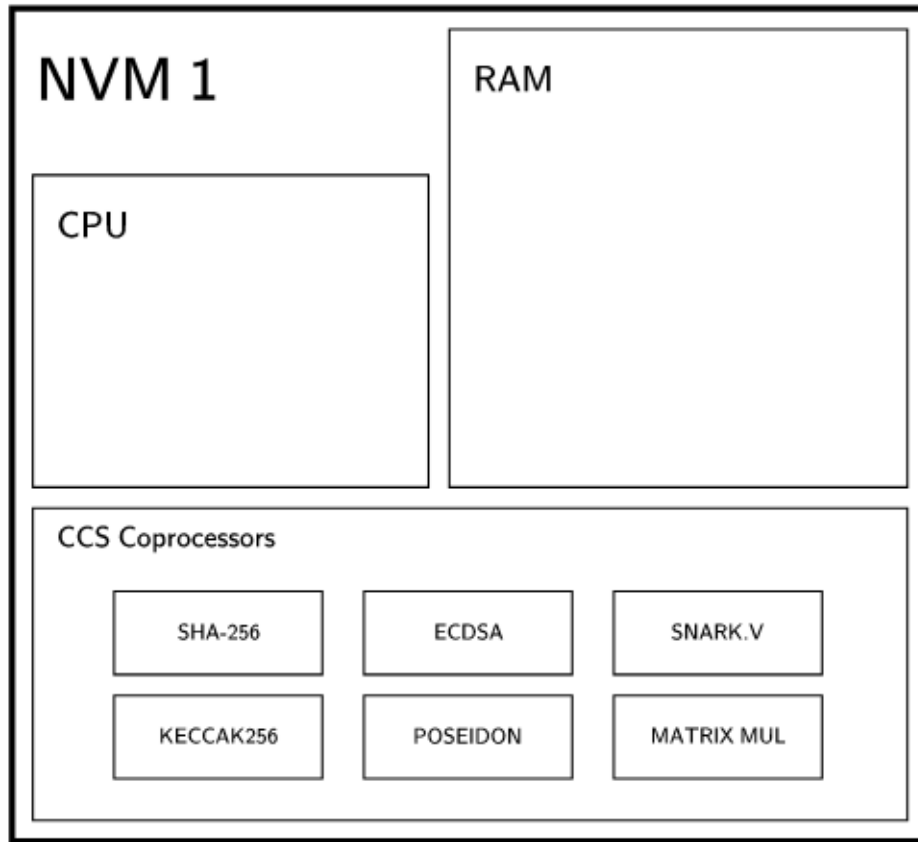 NVM 1
RAM
CPU
CCS Coprocessors
SHA-256
ECDSA
SNARK.V
KECCAK256
POSEIDON
MATRIX MUL